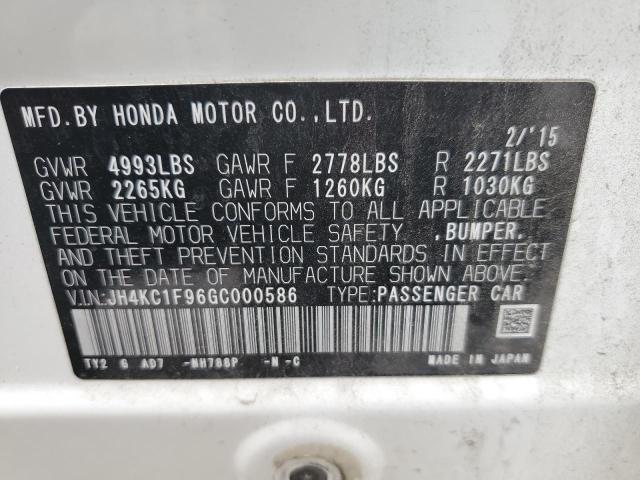 MFD.BY HONDA MOTOR CO.,LTD.
2/'15
GVWR 4993LBS GAWR F 2778LBS R 2271LBS
GVWR 2265KG GAWR F 1260KG R 1030KG
THIS VEHICLE CONFORMS TO ALL APPLICABLE
FEDERAL MOTOR VEHICLE SAFETY ,BUMPER,
AND THEFT PREVENTION STANDARDS IN EFFECT
ON THE DATE OF MANUFACTURE SHOWN ABOVE.
V.I.N:JH4KC1F96GC000586 TYPE:PASSENGER CAR
TY2 G AD7 -NH788P -N -C MADE IN JAPAN